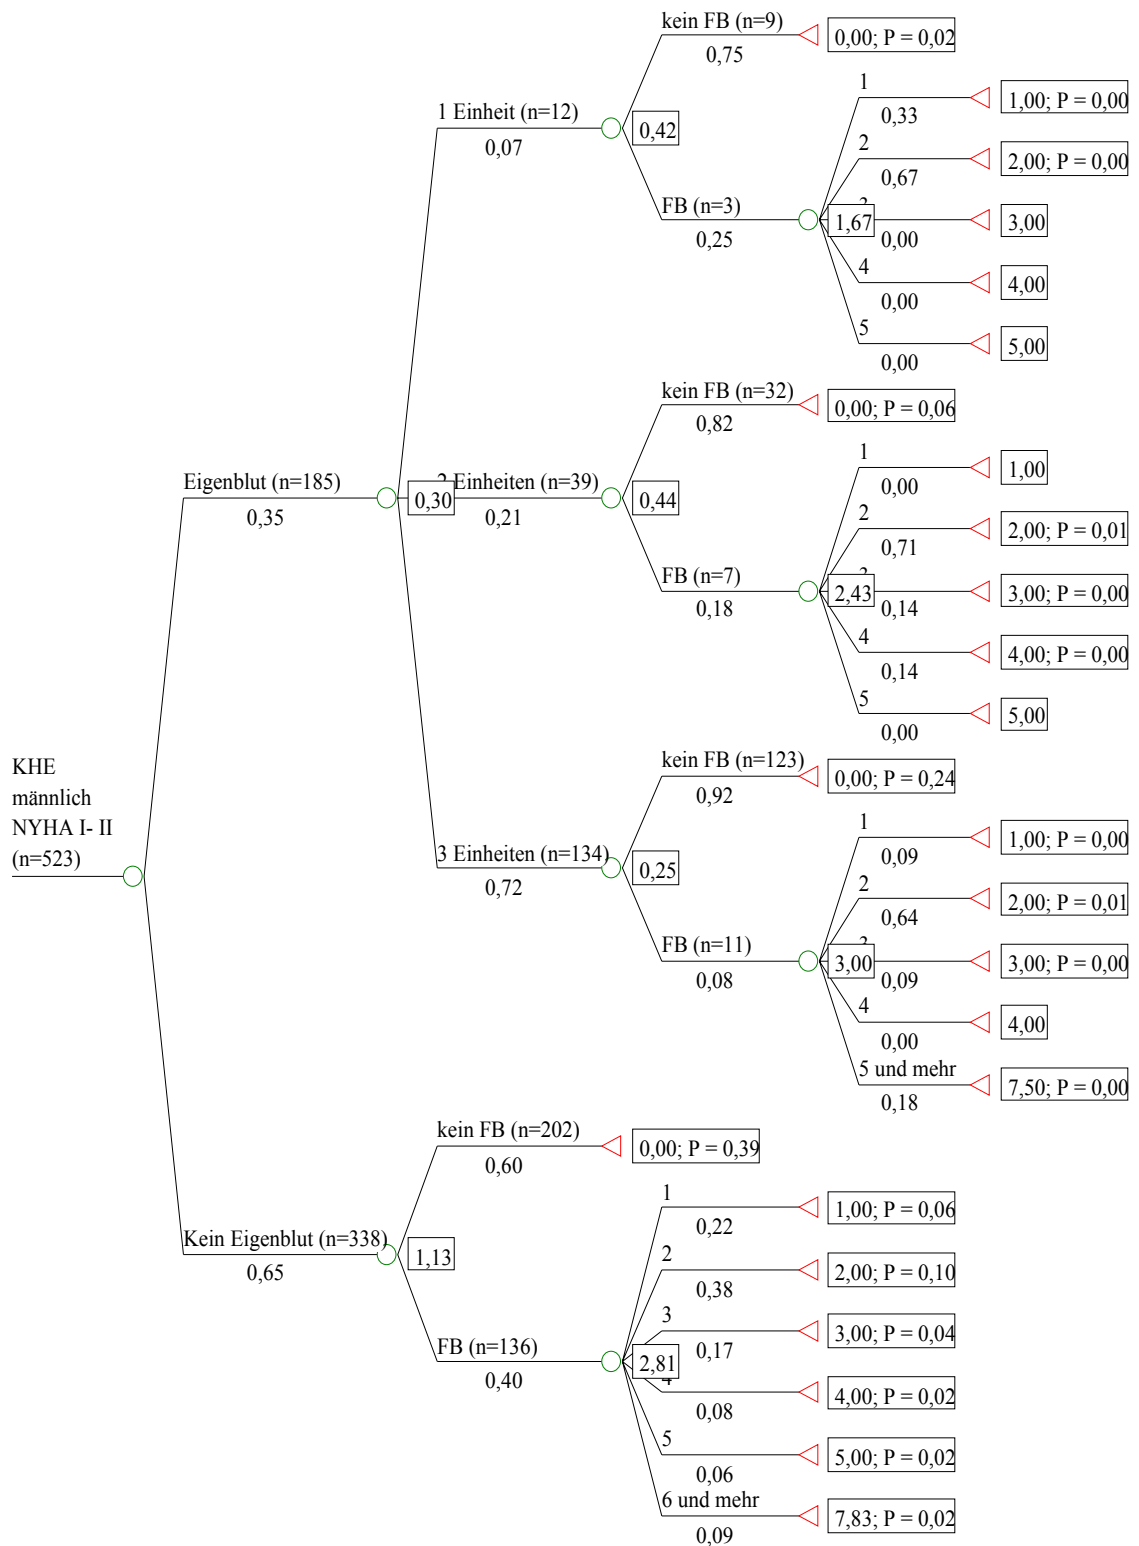 kein FB (n=9)
0,75
0,00; P = 0,02
1 Einheit (n=12)
0,07
0,42
1
0,33
1,00; P = 0,00
2
0,67
2,00; P = 0,00
FB (n=3)
0,25
1,67
0,00
3,00
4
0,00
4,00
5
0,00
5,00
kein FB (n=32)
0,82
0,00; P = 0,06
Eigenblut (n=185)
0,35
0,30
Einheiten (n=39)
0,21
0,44
1
0,00
1,00
2
0,71
2,00; P = 0,01
FB (n=7)
0,18
2,43
0,14
3,00; P = 0,00
4
0,14
4,00; P = 0,00
5
0,00
5,00
KHE
männlich
NYHA I- II
(n=523)
kein FB (n=123)
0,92
0,00; P = 0,24
3 Einheiten (n=134)
0,72
0,25
1
0,09
1,00; P = 0,00
2
0,64
2,00; P = 0,01
FB (n=11)
0,08
3,00
0,09
3,00; P = 0,00
4
0,00
4,00
5 und mehr
0,18
7,50; P = 0,00
kein FB (n=202)
0,60
0,00; P = 0,39
Kein Eigenblut (n=338)
0,65
1,13
1
0,22
1,00; P = 0,06
2
0,38
2,00; P = 0,10
3
0,17
3,00; P = 0,04
FB (n=136)
0,40
2,81
0,08
4,00; P = 0,02
5
0,06
5,00; P = 0,02
6 und mehr
0,09
7,83; P = 0,02